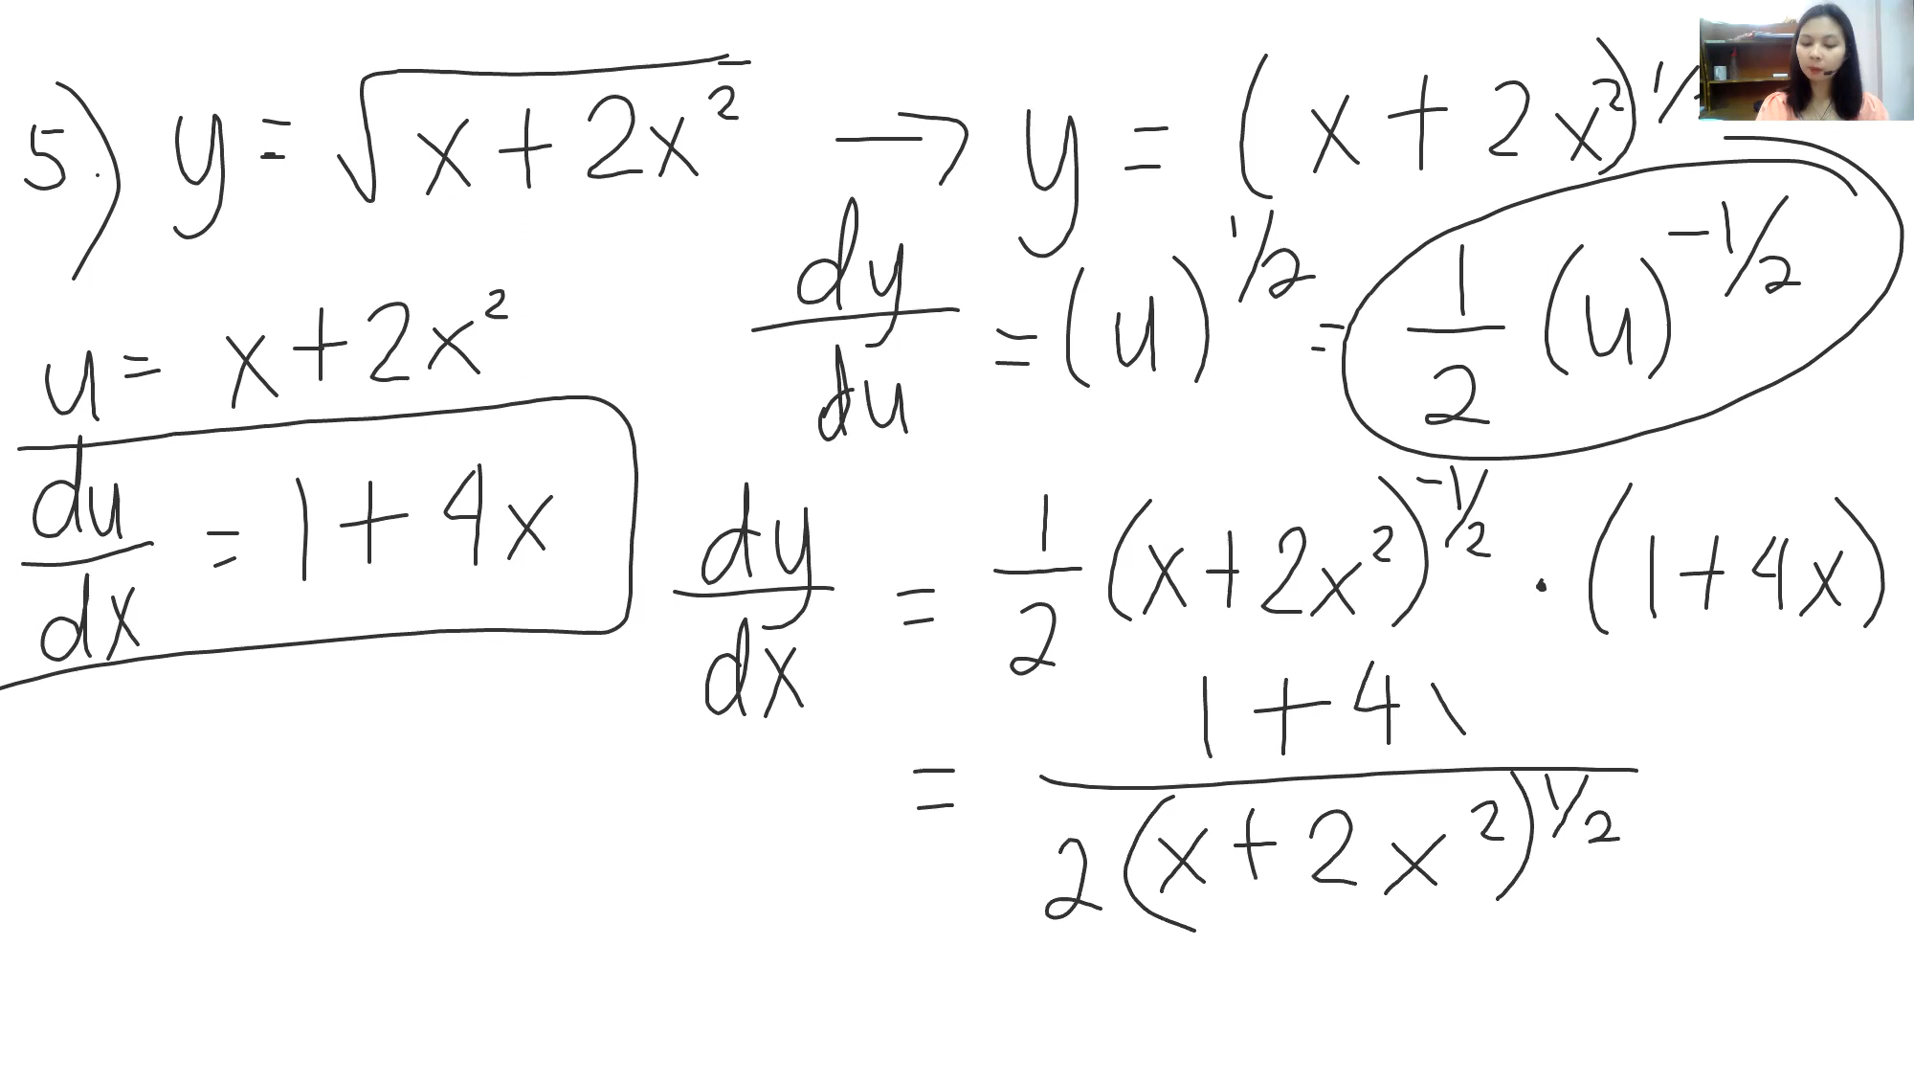 5.) y = √(x + 2x²) → y = (x + 2x²)^1/
u = x + 2x²
dy/du = (u)^1/2 = 1/2 (u)^-1/2
du/dx = 1 + 4x
dy/dx = 1/2 (x + 2x²)^-1/2 · (1 + 4x)
= 1 + 4\ / 2(x + 2x²)^1/2